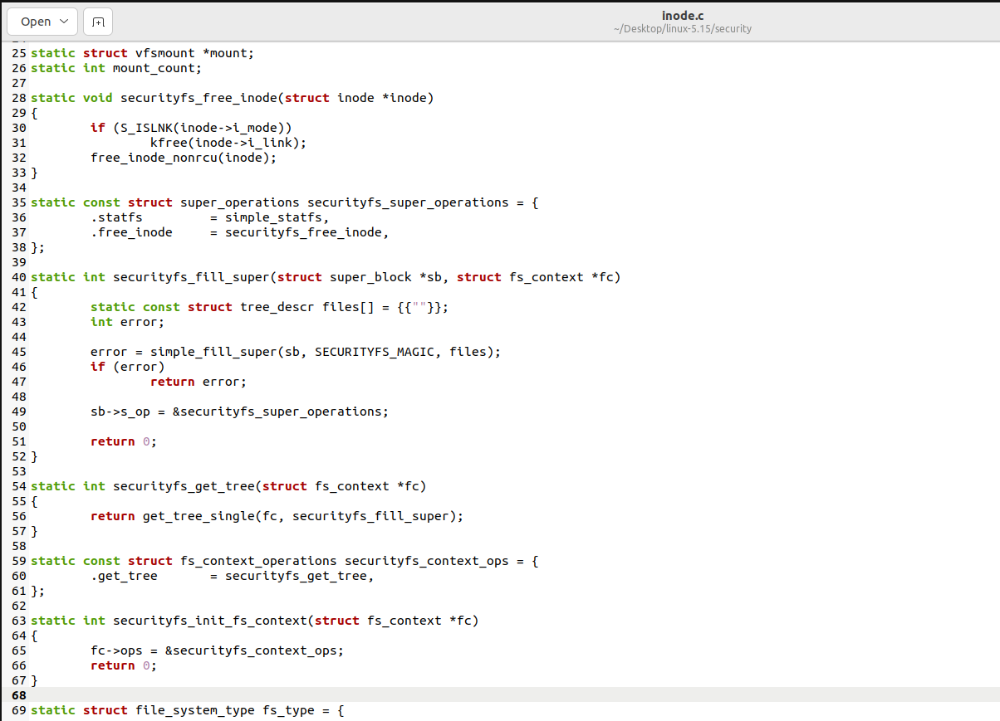 Open
inode.c
~/Desktop/linux-5.15/security
25 static struct vfsmount *mount;
26 static int mount_count;
27
28 static void securityfs_free_inode(struct inode *inode)
29 {
30         if (S_ISLNK(inode->i_mode))
31                 kfree(inode->i_link);
32         free_inode_nonrcu(inode);
33 }
34
35 static const struct super_operations securityfs_super_operations = {
36         .statfs         = simple_statfs,
37         .free_inode     = securityfs_free_inode,
38 };
39
40 static int securityfs_fill_super(struct super_block *sb, struct fs_context *fc)
41 {
42         static const struct tree_descr files[] = {{""}};
43         int error;
44
45         error = simple_fill_super(sb, SECURITYFS_MAGIC, files);
46         if (error)
47                 return error;
48
49         sb->s_op = &securityfs_super_operations;
50
51         return 0;
52 }
53
54 static int securityfs_get_tree(struct fs_context *fc)
55 {
56         return get_tree_single(fc, securityfs_fill_super);
57 }
58
59 static const struct fs_context_operations securityfs_context_ops = {
60         .get_tree       = securityfs_get_tree,
61 };
62
63 static int securityfs_init_fs_context(struct fs_context *fc)
64 {
65         fc->ops = &securityfs_context_ops;
66         return 0;
67 }
68
69 static struct file_system_type fs_type = {